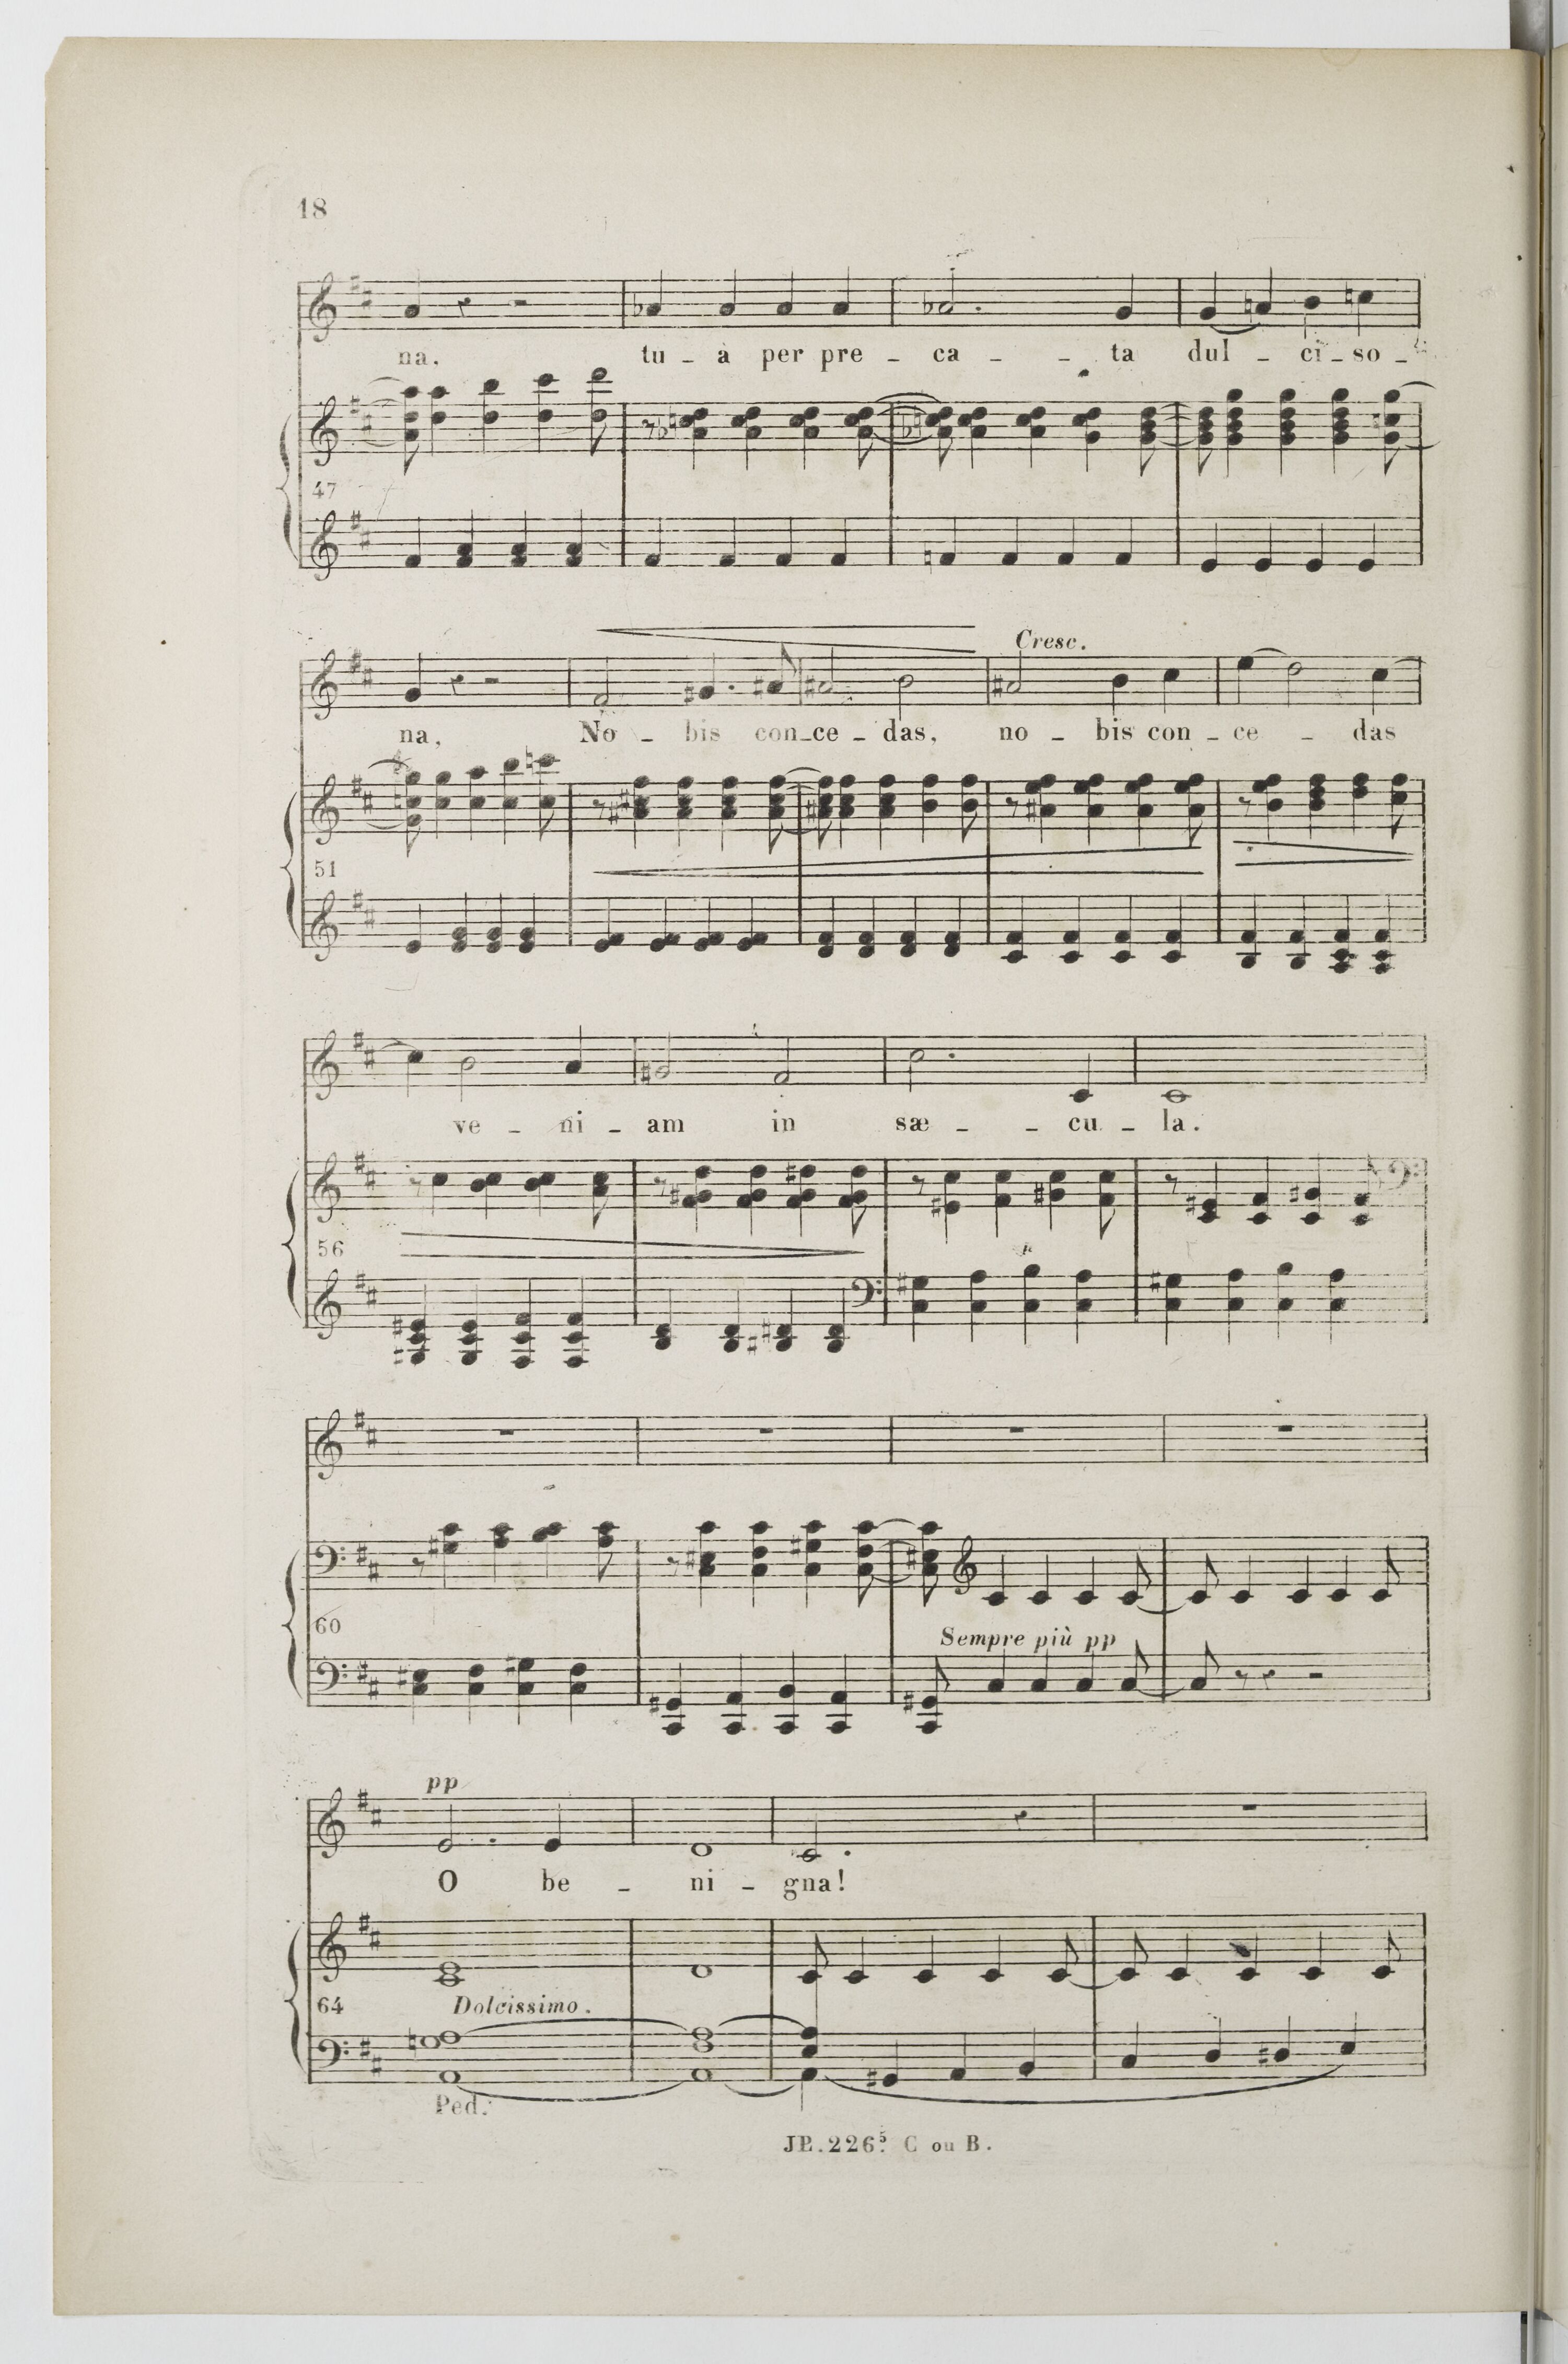 18
na. tu - à per pre - ca - - ta dul - ci - so -
47
Cresc.
na, No - bis con - ce - das, no - bis con - ce - das
51
ve - ni - am in sæ - - cu - la.
56
60
Sempre più pp
pp
O be - ni - gna!
64
Dolcissimo.
Ped.
JB.226.5 C ou B.